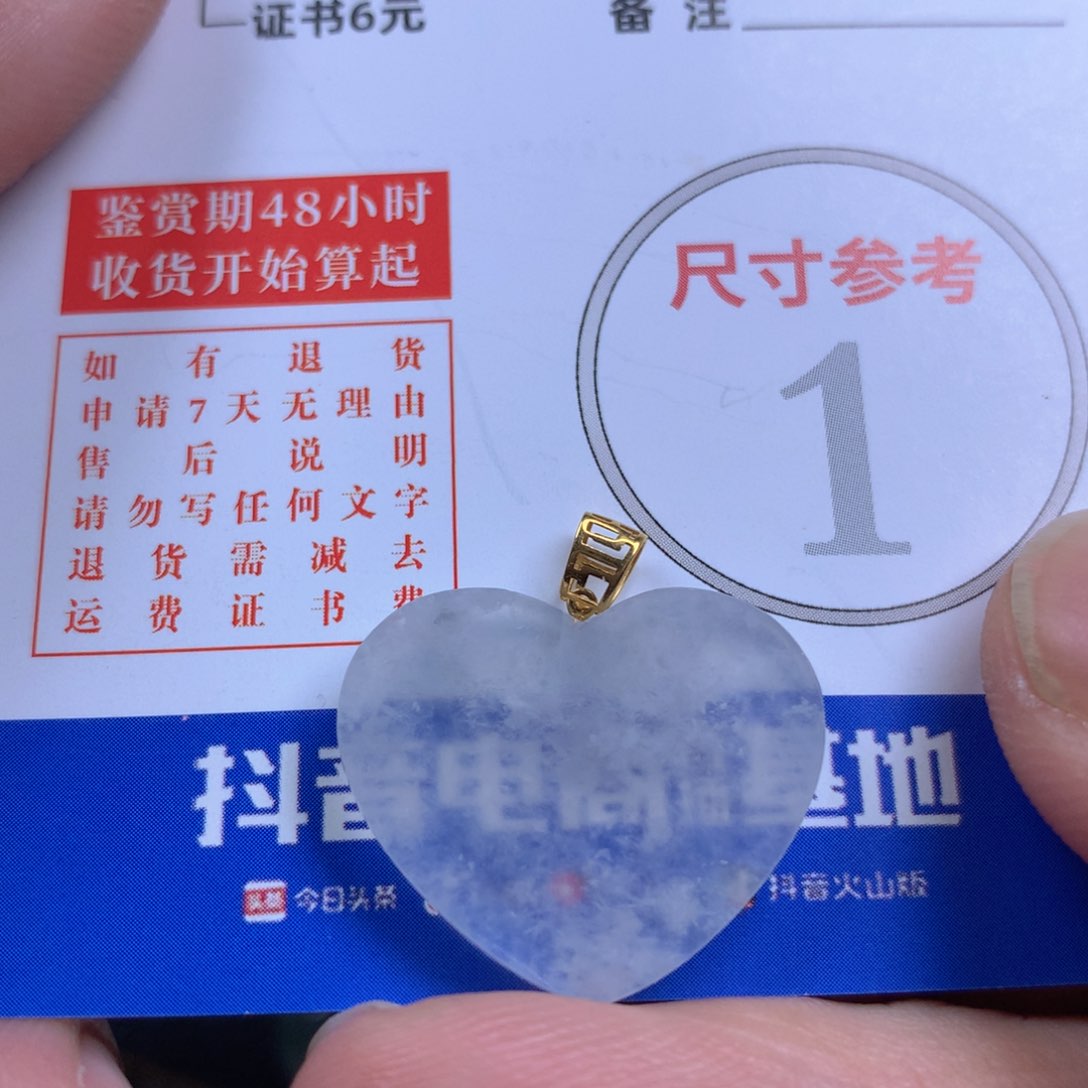 证书6元
备 注
鉴赏期48小时
收货开始算起
如有退货
申请7天无理由
售后说明
请勿写任何文字
退货需减去
运费证书费
尺寸参考
1
抖音电商 基地
头条 今日头条
抖音火山版